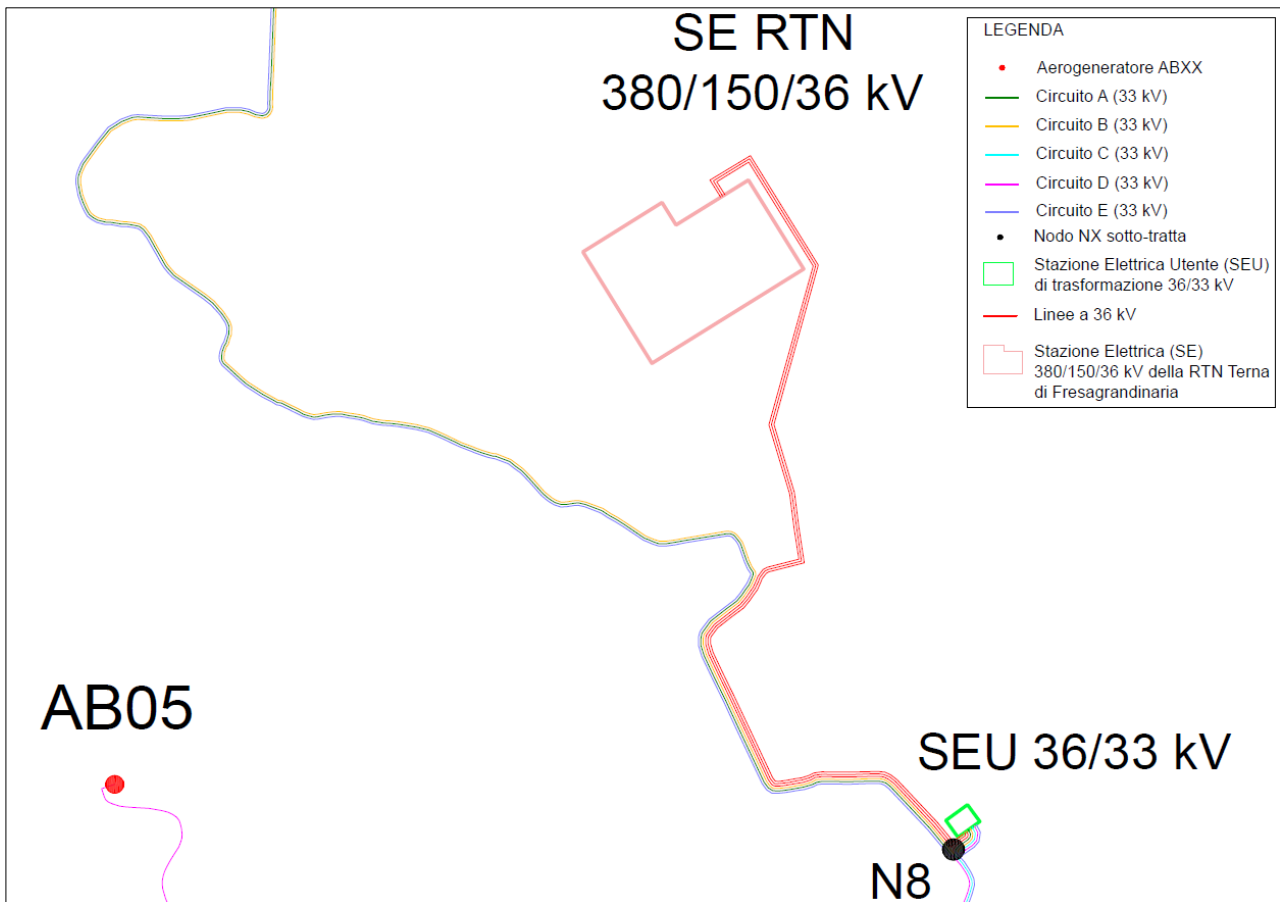 SE RTN
380/150/36 kV
LEGENDA
Aerogeneratore ABXX
Circuito A (33 kV)
Circuito B (33 kV)
Circuito C (33 kV)
Circuito D (33 kV)
Circuito E (33 kV)
Nodo NX sotto-tratta
Stazione Elettrica Utente (SEU)
di trasformazione 36/33 kV
Linee a 36 kV
Stazione Elettrica (SE)
380/150/36 kV della RTN Terna
di Fresagrandinaria
AB05
SEU 36/33 kV
N8